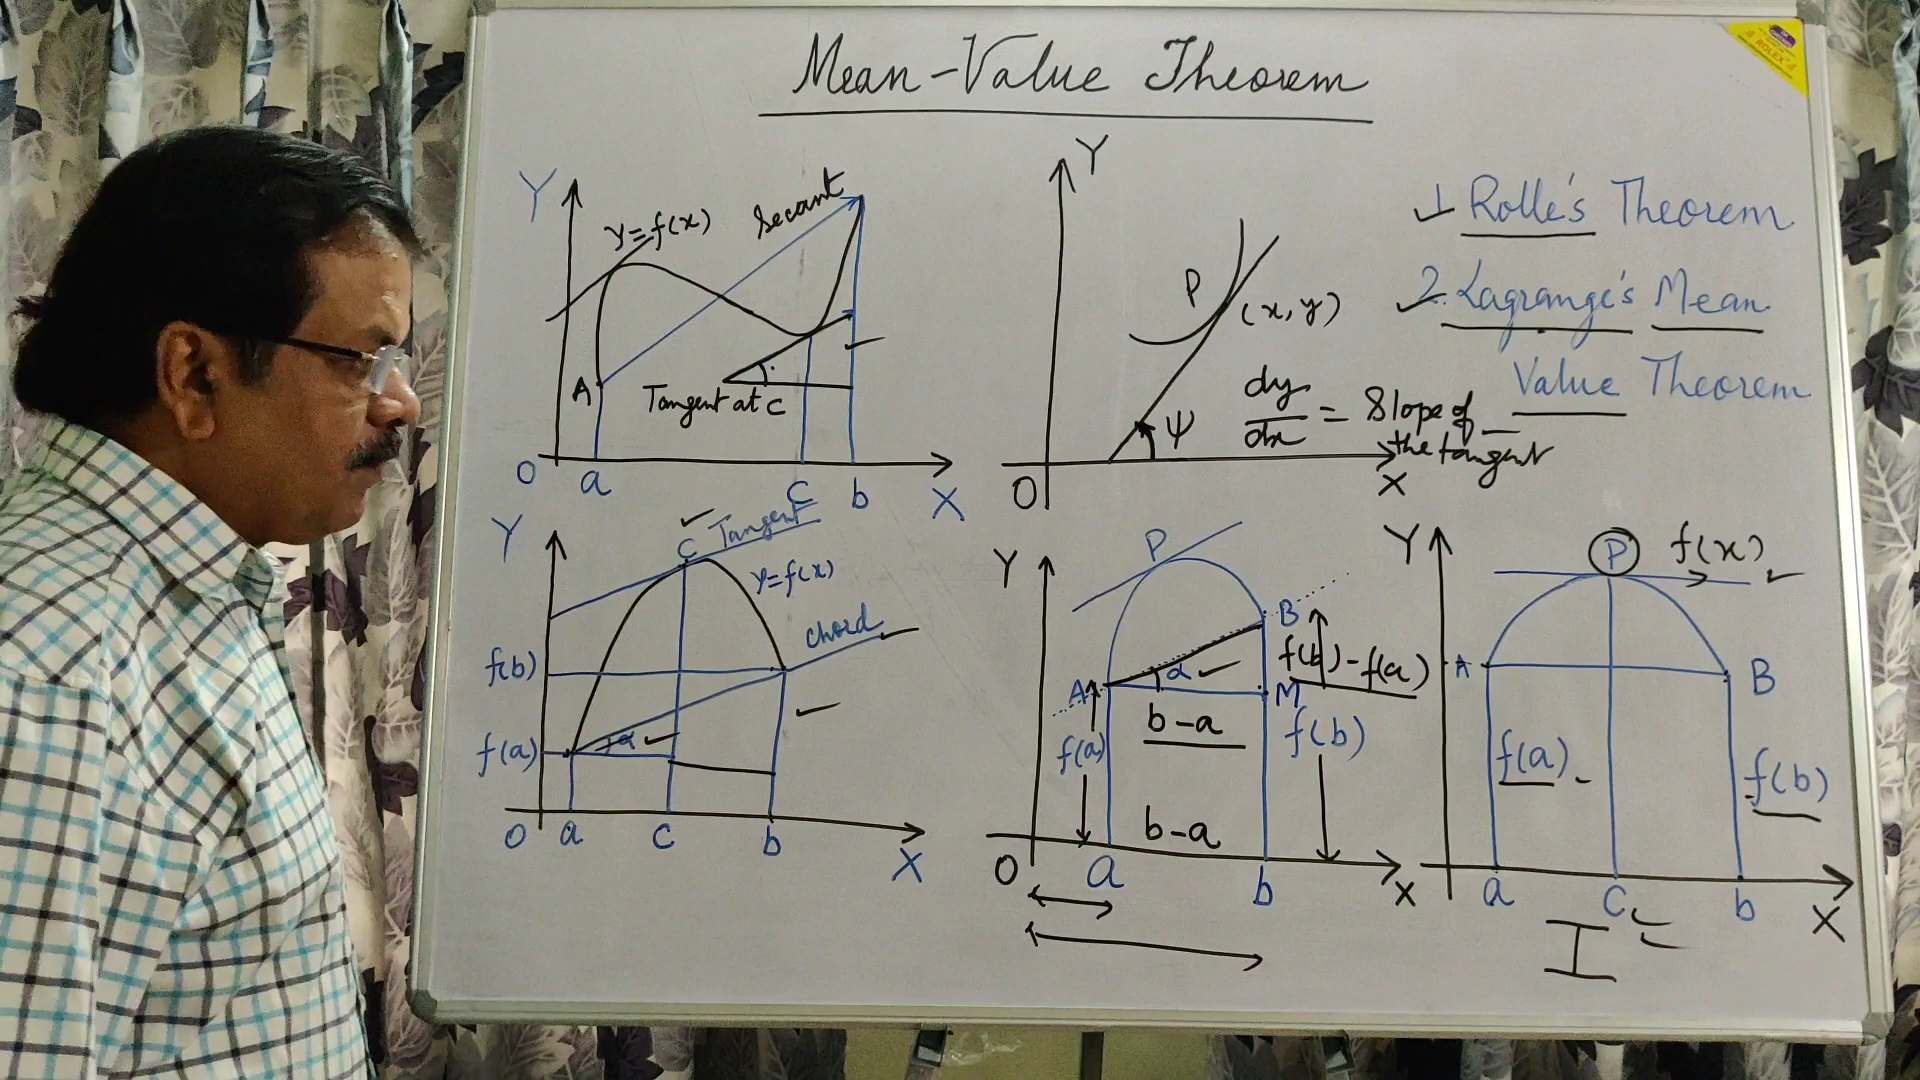 Mean-Value Theorem
ROLEX
Y
y=f(x)
Secant
A
Tangent at C
O
a
C
b
X
Y
P
(x, y)
ψ
dy
dx
= Slope of
the tangent
O
X
1 Rolle's Theorem
2. Lagrange's Mean
Value Theorem
Y
C
Tangent
y=f(x)
chord
f(b)
f(a)
α
O
a
C
b
X
Y
P
B
A
α
M
f(b)-f(a)
b-a
f(a)
f(b)
b-a
O
a
b
X
Y
P
f(x)
A
B
f(a)
f(b)
a
C
b
X
I